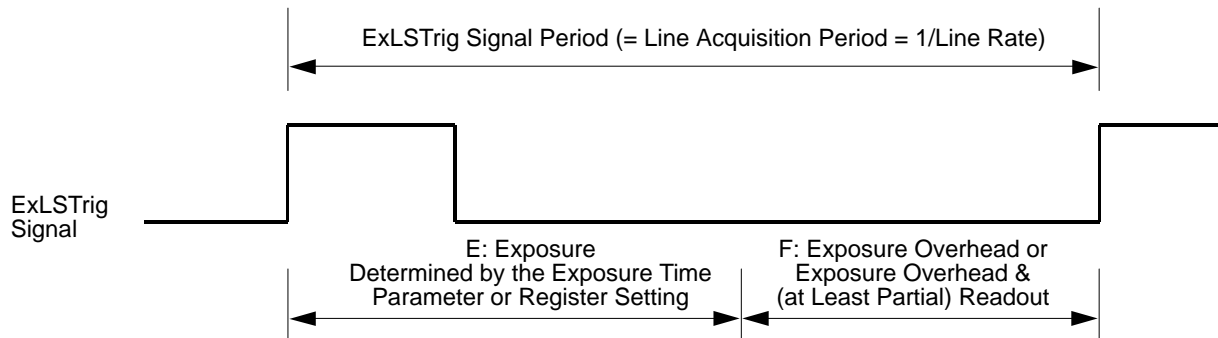 ExLSTrig Signal Period (= Line Acquisition Period = 1/Line Rate)
ExLSTrig
Signal
E: Exposure
Determined by the Exposure Time
Parameter or Register Setting
F: Exposure Overhead or
Exposure Overhead &
(at Least Partial) Readout